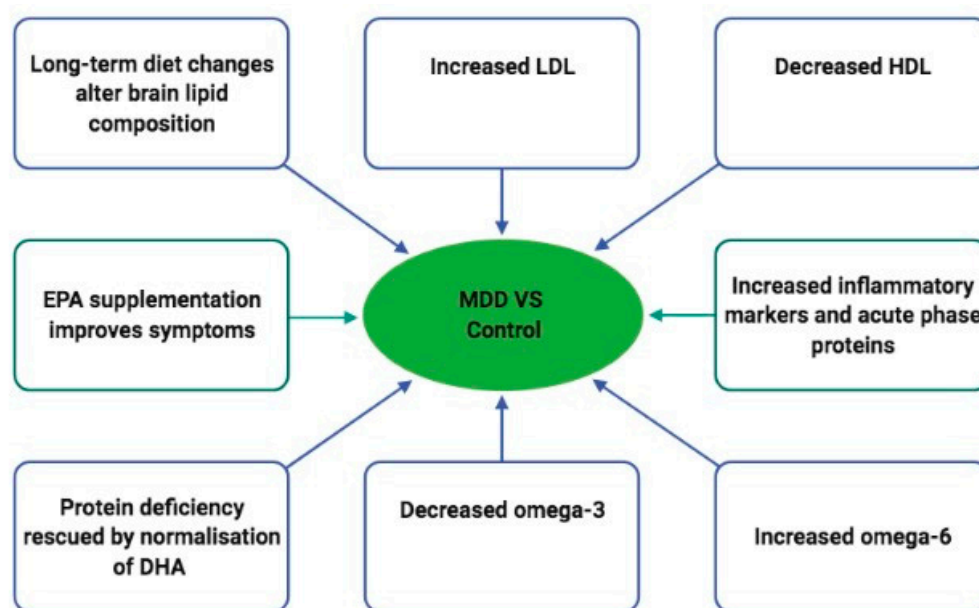 Long-term diet changes
alter brain lipid
composition
Increased LDL
Decreased HDL
EPA supplementation
improves symptoms
MDD VS
Control
Increased inflammatory
markers and acute phase
proteins
Protein deficiency
rescued by normalisation
of DHA
Decreased omega-3
Increased omega-6